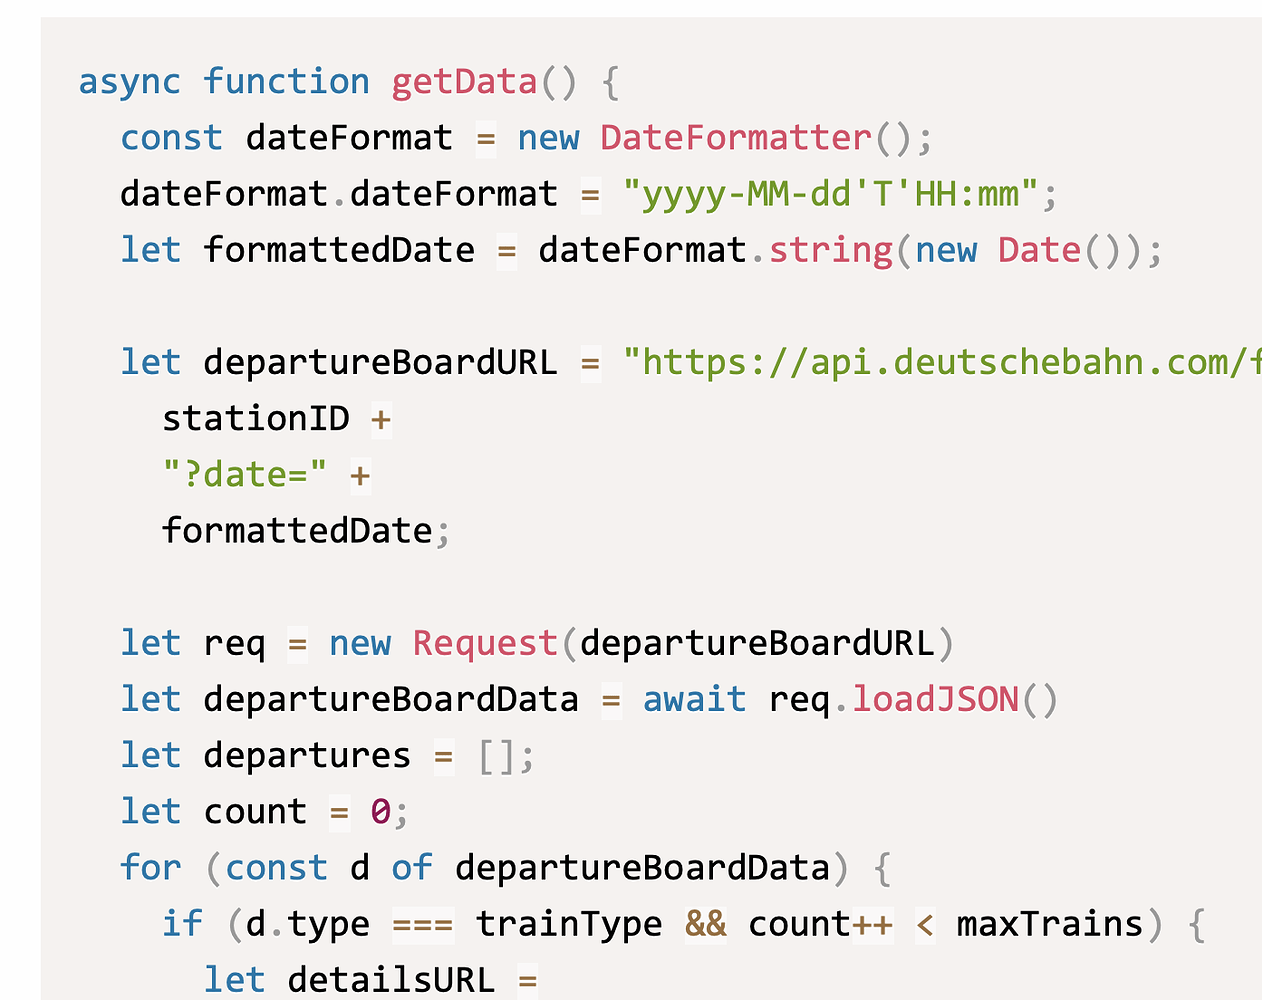 async function getData() {
  const dateFormat = new DateFormatter();
  dateFormat.dateFormat = "yyyy-MM-dd'T'HH:mm";
  let formattedDate = dateFormat.string(new Date());

  let departureBoardURL = "https://api.deutschebahn.com/f
    stationID +
    "?date=" +
    formattedDate;

  let req = new Request(departureBoardURL)
  let departureBoardData = await req.loadJSON()
  let departures = [];
  let count = 0;
  for (const d of departureBoardData) {
    if (d.type === trainType && count++ < maxTrains) {
      let detailsURL =